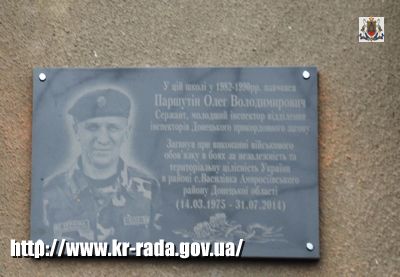 У цій школі у 1982-1990рр. навчався
Паршутін Олег Володимирович
Сержант, молодший інспектор відділення
інспекторів Донецького прикордонного загону
Загинув при виконанні військового
обов'язку в боях за незалежність та
територіальну цілісність України
в районі с.Василівка Амвросіївського
району Донецької області
(14.03.1975 - 31.07.2014)
http://www.kr-rada.gov.ua/